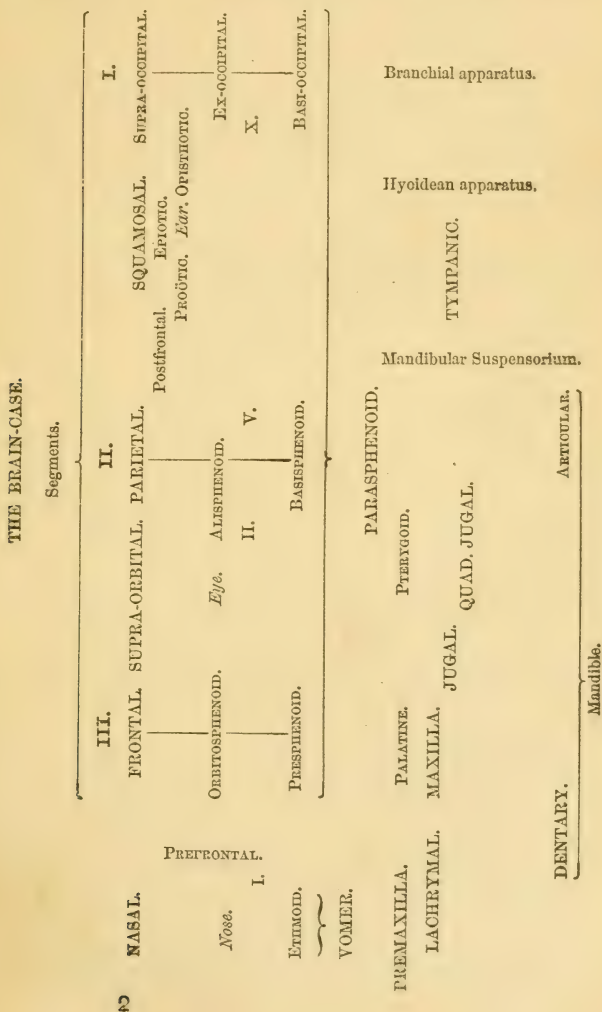 2
THE BRAIN-CASE.
Segments.
III. II. I.
NASAL. FRONTAL. SUPRA-ORBITAL. PARIETAL. SQUAMOSAL. SUPRA-OCCIPITAL.
PREFRONTAL. Postfrontal. EPIOTIC.
PROÖTIC. Ear. OPISTHOTIC.
Nose. ORBITOSPHENOID. Eye. ALISPHENOID. EX-OCCIPITAL.
I. II. V. X.
ETHMOID. PRESPHENOID. BASISPHENOID. BASI-OCCIPITAL.
VOMER. PARASPHENOID.
PREMAXILLA. PALATINE. PTERYGOID. Mandibular Suspensorium. Hyoidean apparatus. Branchial apparatus.
LACHRYMAL. MAXILLA. JUGAL. QUAD. JUGAL. TYMPANIC.
DENTARY. ARTICULAR.
Mandible.